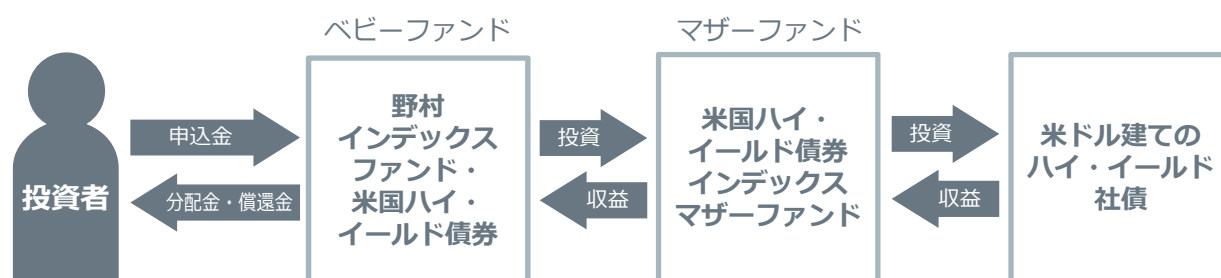 ベビーファンド
マザーファンド
投資者
申込金
分配金・償還金
野村
インデックス
ファンド・
米国ハイ・
イールド債券
投資
収益
米国ハイ・
イールド債券
インデックス
マザーファンド
投資
収益
米ドル建ての
ハイ・イールド
社債